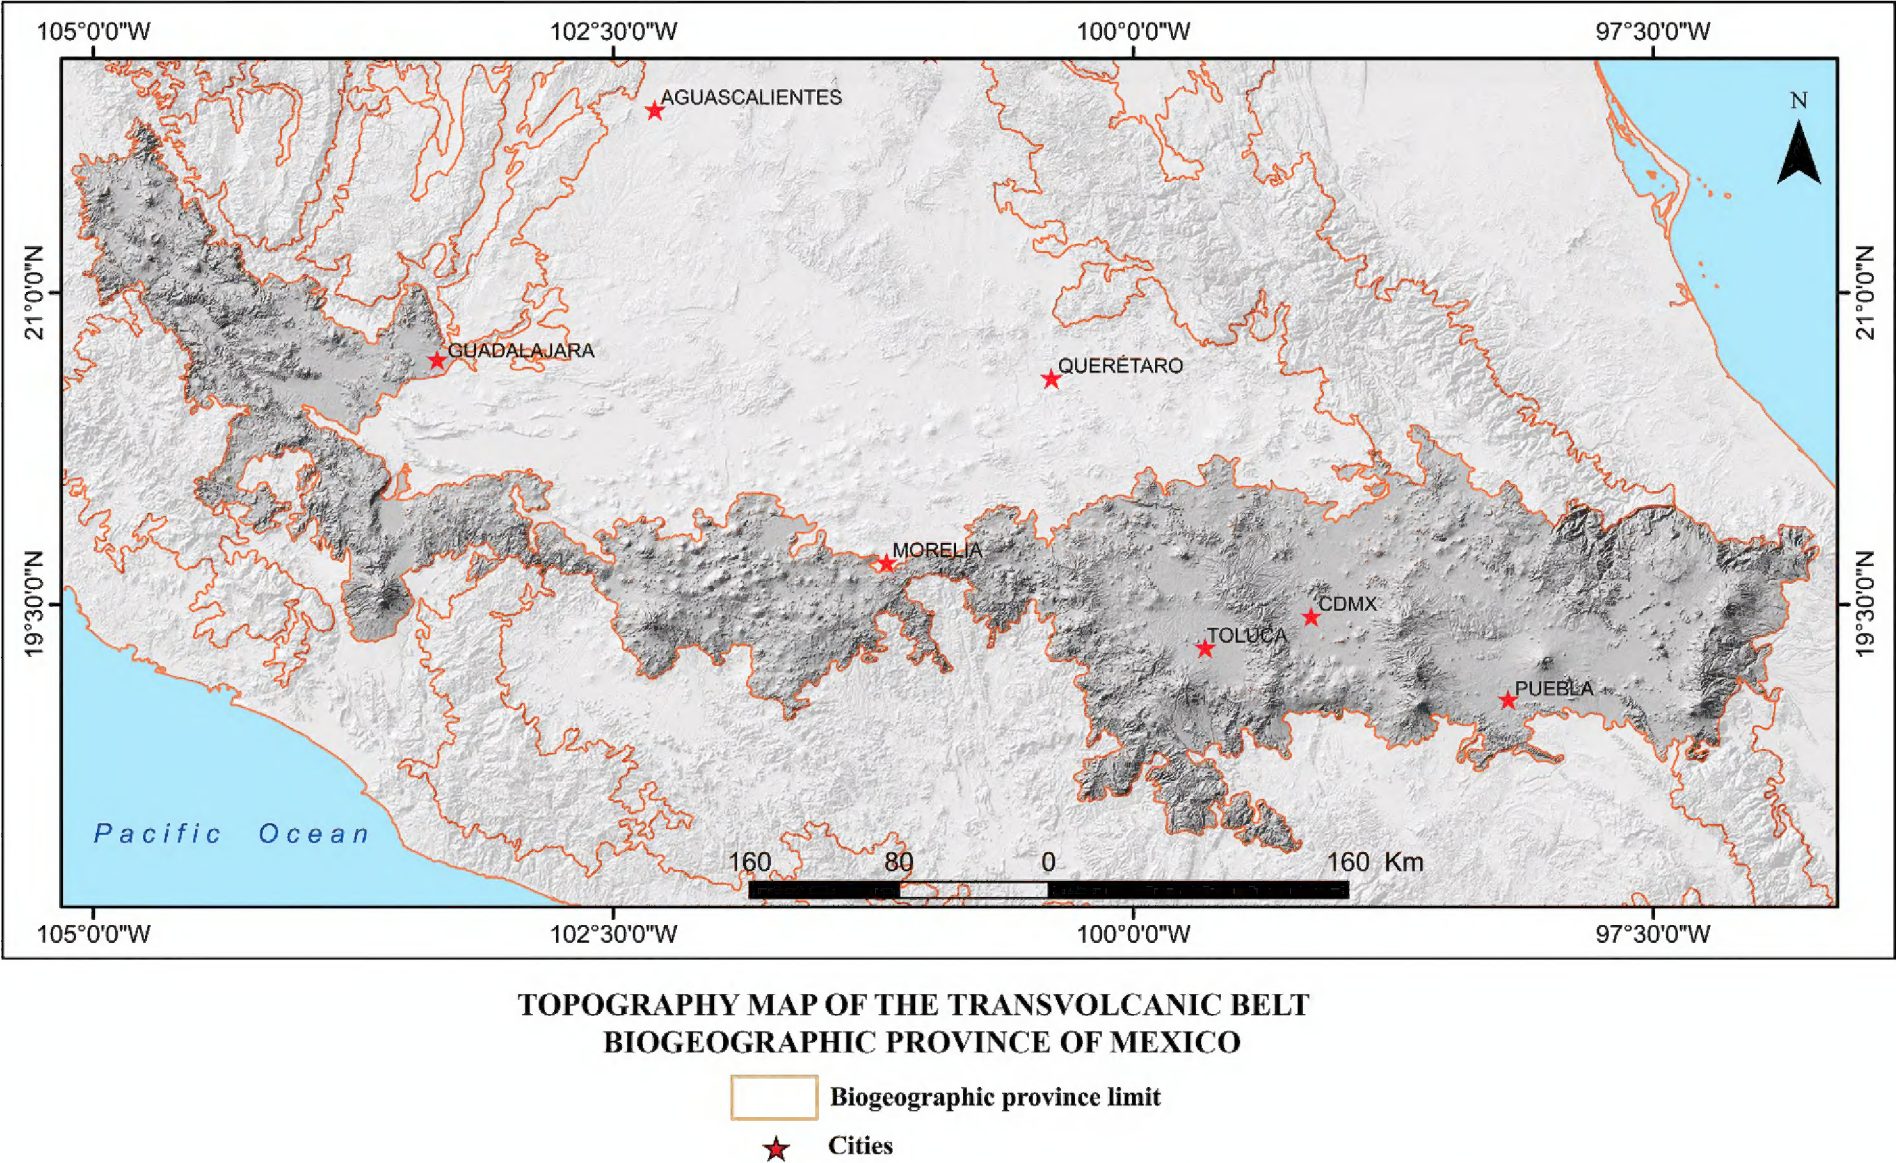 105°0'0"W 102°30'0"W 100°0'0"W 97°30'0"W
N
AGUASCALIENTES
21°0'0"N 21°0'0"N
GUADALAJARA
QUERÉTARO
MORELIA
19°30'0"N 19°30'0"N
CDMX
TOLUCA
PUEBLA
Pacific Ocean
160 80 0 160 Km
105°0'0"W 102°30'0"W 100°0'0"W 97°30'0"W
TOPOGRAPHY MAP OF THE TRANSVOLCANIC BELT
BIOGEOGRAPHIC PROVINCE OF MEXICO
Biogeographic province limit
Cities